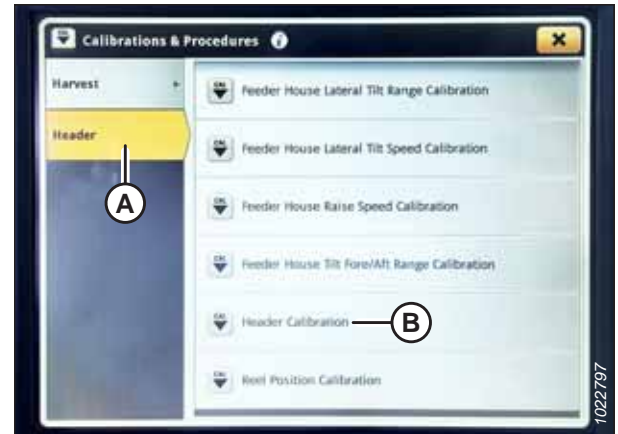 Calibrations & Procedures
Harvest
Header
Feeder House Lateral Tilt Range Calibration
Feeder House Lateral Tilt Speed Calibration
Feeder House Raise Speed Calibration
Feeder House Tilt Fore/Aft Range Calibration
Header Calibration
Reel Position Calibration
A
B
1022797